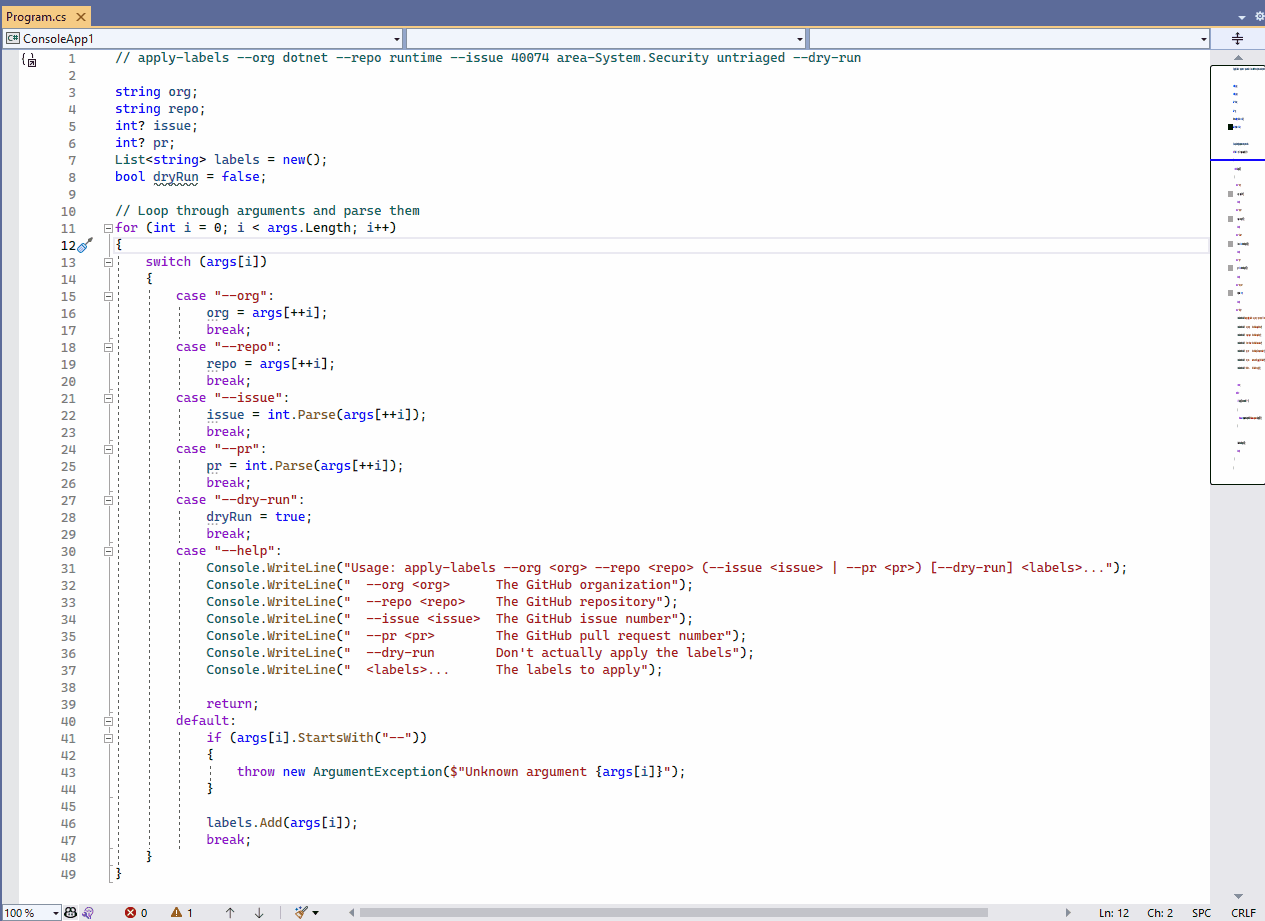 Program.cs
C# ConsoleApp1
1 // apply-labels --org dotnet --repo runtime --issue 40074 area-System.Security untriaged --dry-run
2
3 string org;
4 string repo;
5 int? issue;
6 int? pr;
7 List<string> labels = new();
8 bool dryRun = false;
9
10 // Loop through arguments and parse them
11 for (int i = 0; i < args.Length; i++)
12 {
13     switch (args[i])
14     {
15         case "--org":
16             org = args[++i];
17             break;
18         case "--repo":
19             repo = args[++i];
20             break;
21         case "--issue":
22             issue = int.Parse(args[++i]);
23             break;
24         case "--pr":
25             pr = int.Parse(args[++i]);
26             break;
27         case "--dry-run":
28             dryRun = true;
29             break;
30         case "--help":
31             Console.WriteLine("Usage: apply-labels --org <org> --repo <repo> (--issue <issue> | --pr <pr>) [--dry-run] <labels>...");
32             Console.WriteLine("  --org <org>      The GitHub organization");
33             Console.WriteLine("  --repo <repo>    The GitHub repository");
34             Console.WriteLine("  --issue <issue>  The GitHub issue number");
35             Console.WriteLine("  --pr <pr>        The GitHub pull request number");
36             Console.WriteLine("  --dry-run        Don't actually apply the labels");
37             Console.WriteLine("  <labels>...      The labels to apply");
38
39             return;
40         default:
41             if (args[i].StartsWith("--"))
42             {
43                 throw new ArgumentException($"Unknown argument {args[i]}");
44             }
45
46             labels.Add(args[i]);
47             break;
48     }
49 }
100 % 0 1 Ln: 12 Ch: 2 SPC CRLF